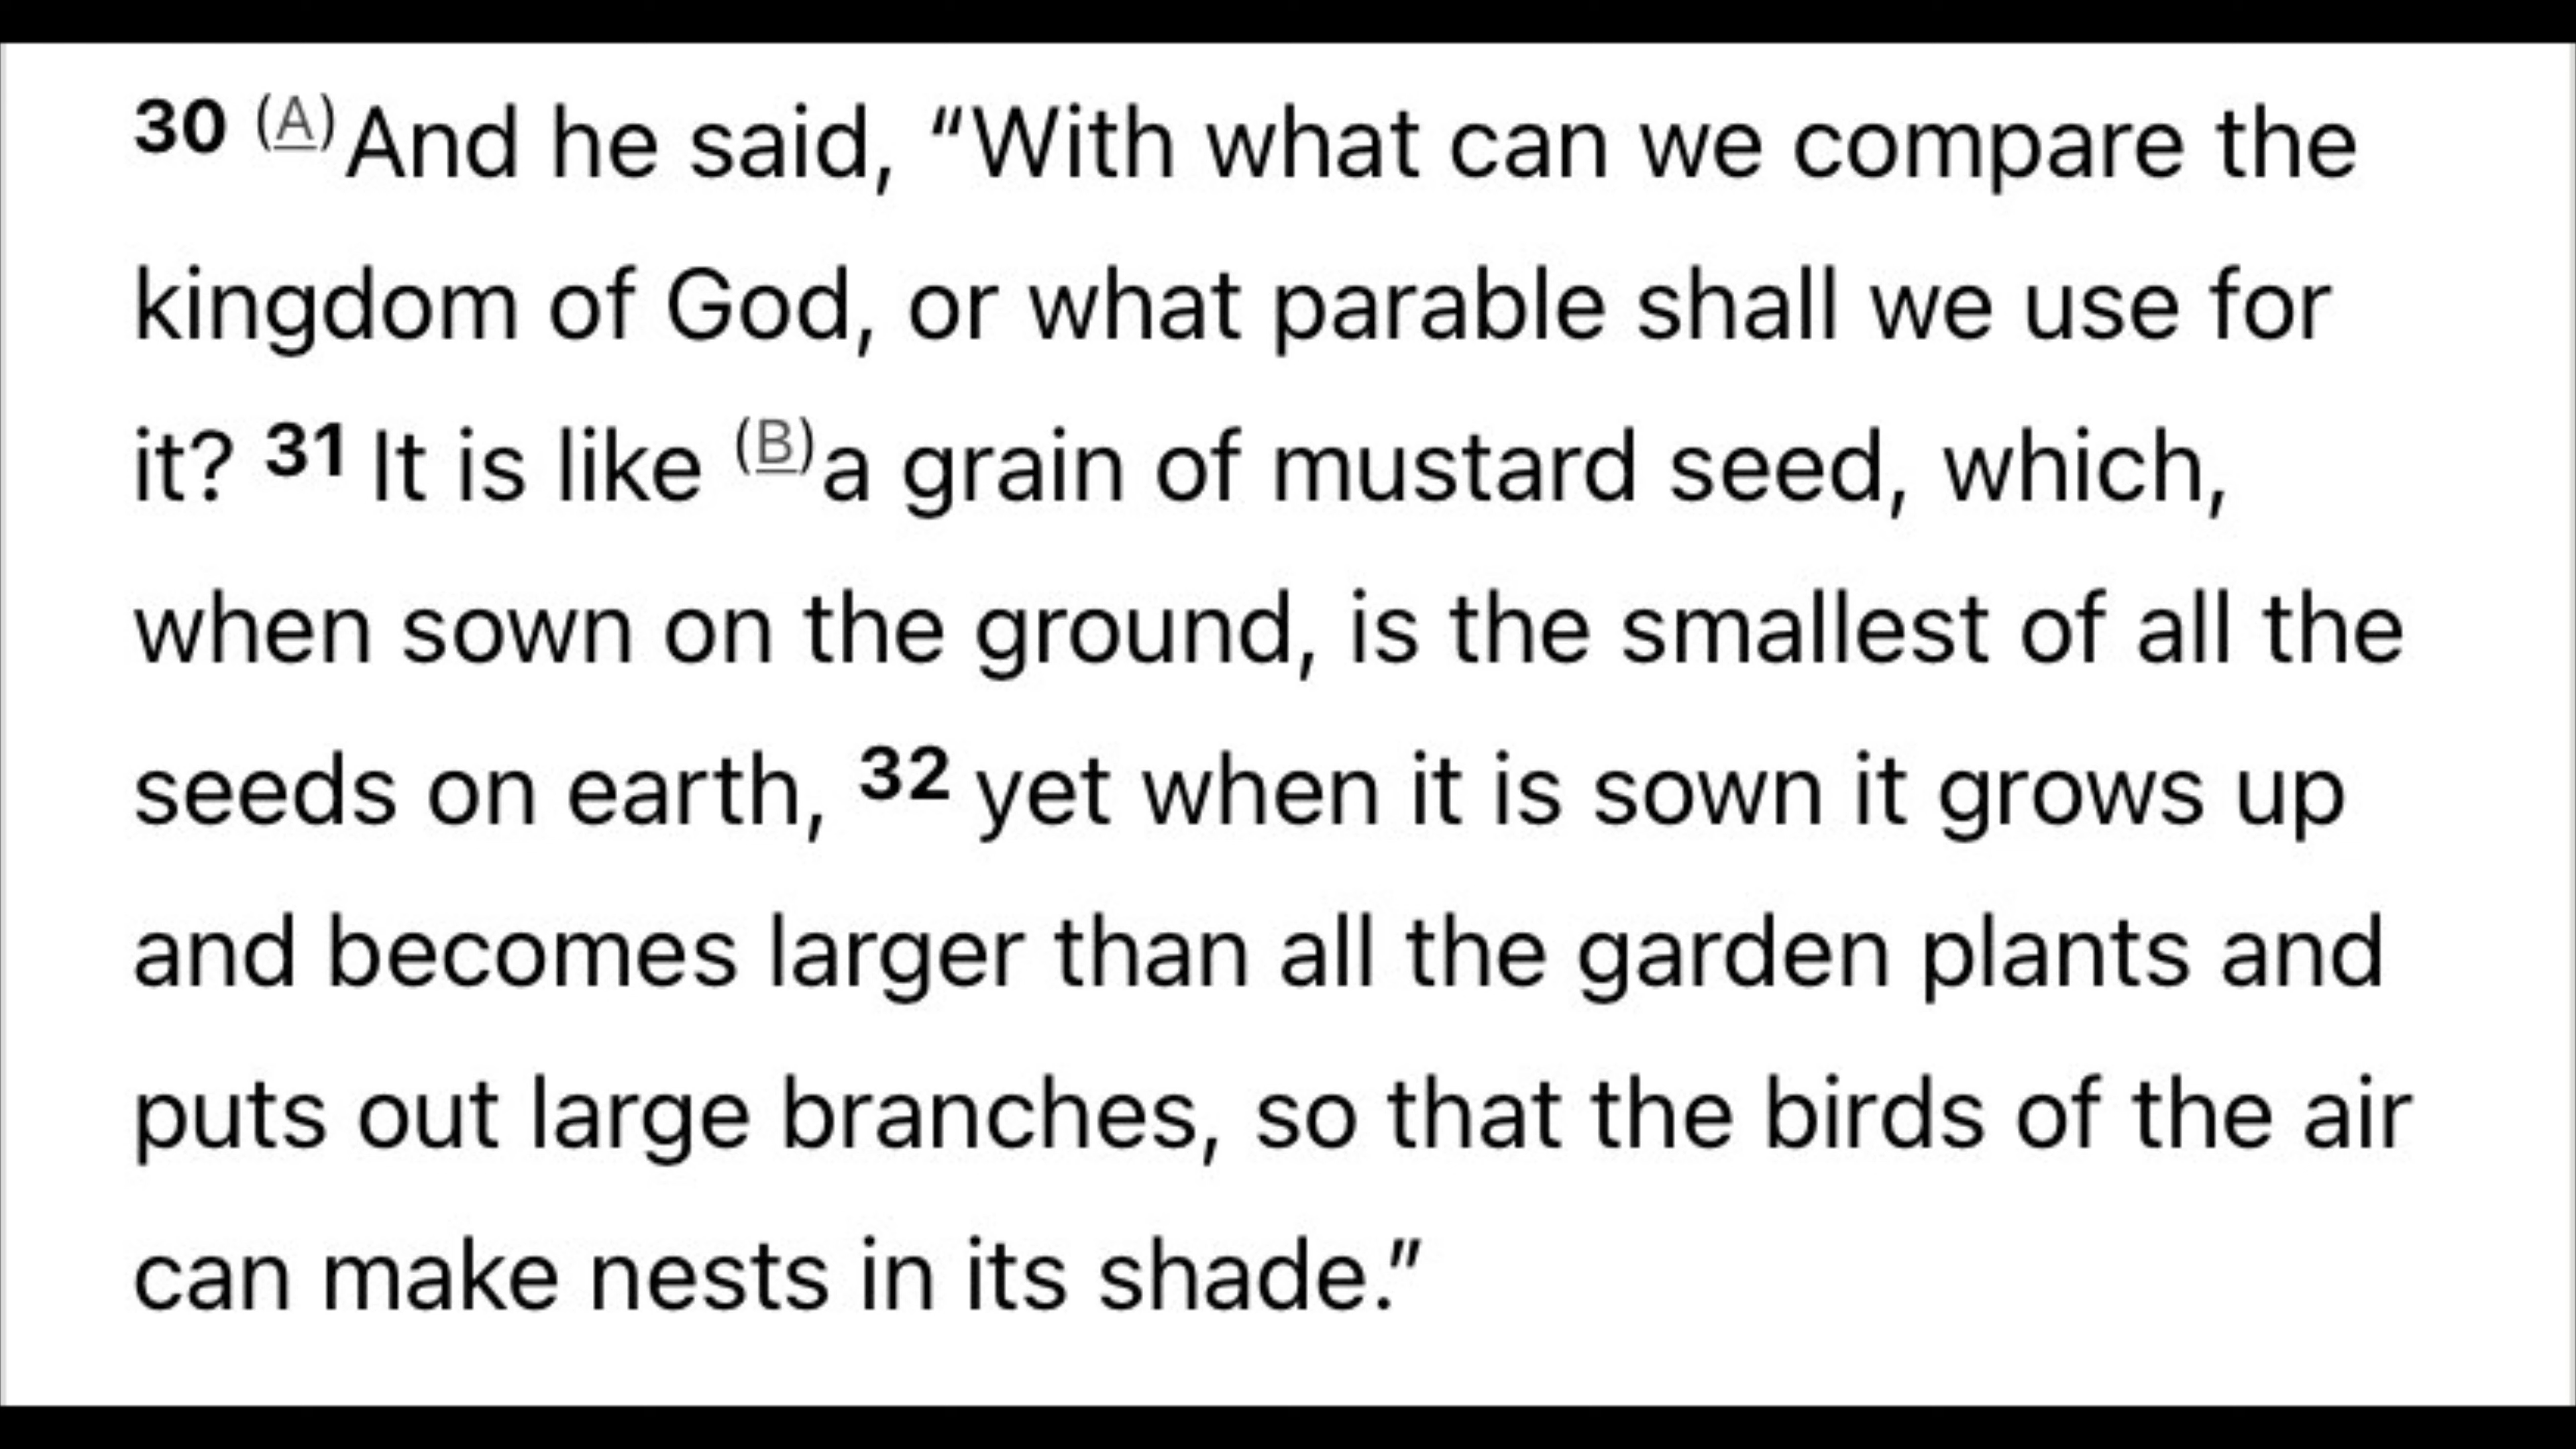 30 (A)And he said, “With what can we compare the
kingdom of God, or what parable shall we use for
it? 31 It is like (B)a grain of mustard seed, which,
when sown on the ground, is the smallest of all the
seeds on earth, 32 yet when it is sown it grows up
and becomes larger than all the garden plants and
puts out large branches, so that the birds of the air
can make nests in its shade.”